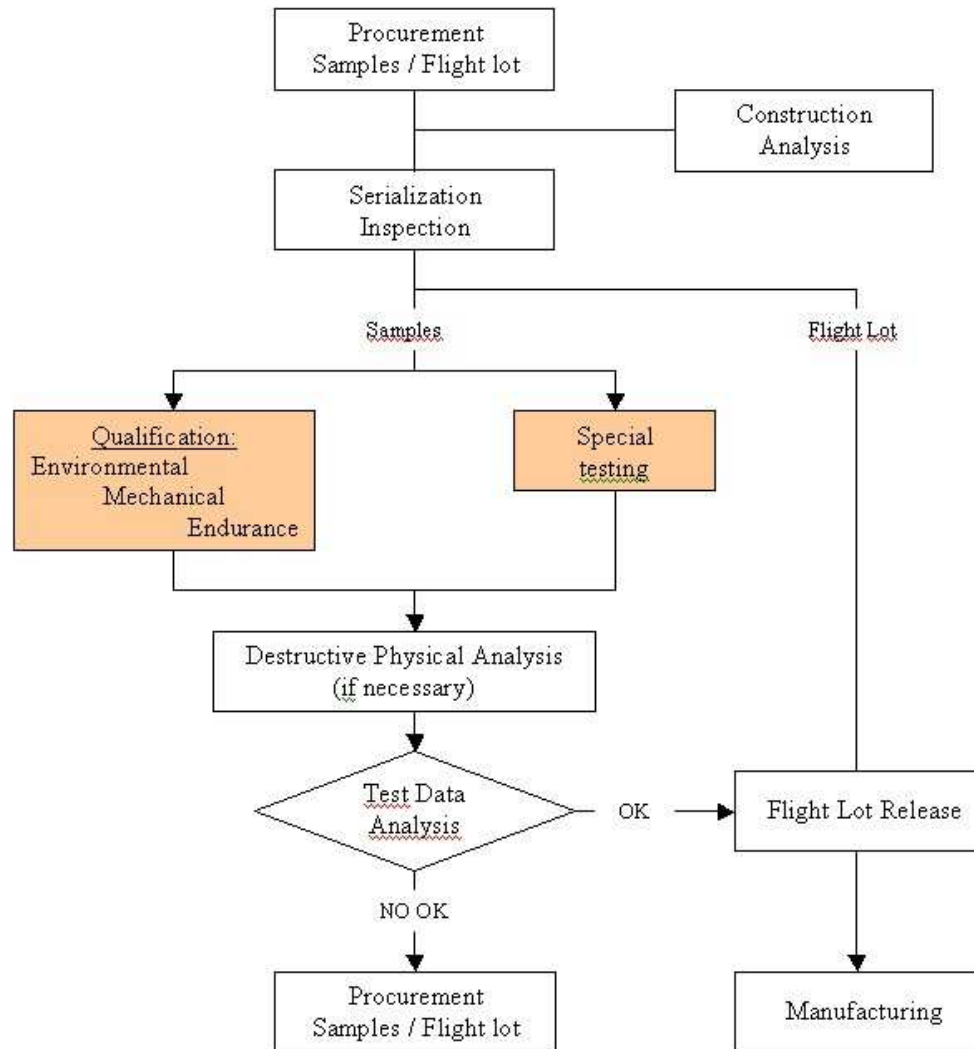 Procurement
Samples / Flight lot
Construction
Analysis
Serialization
Inspection
Samples
Flight Lot
Qualification:
Environmental
Mechanical
Endurance
Special
testing
Destructive Physical Analysis
(if necessary)
Test Data
Analysis
OK
Flight Lot Release
NO OK
Procurement
Samples / Flight lot
Manufacturing